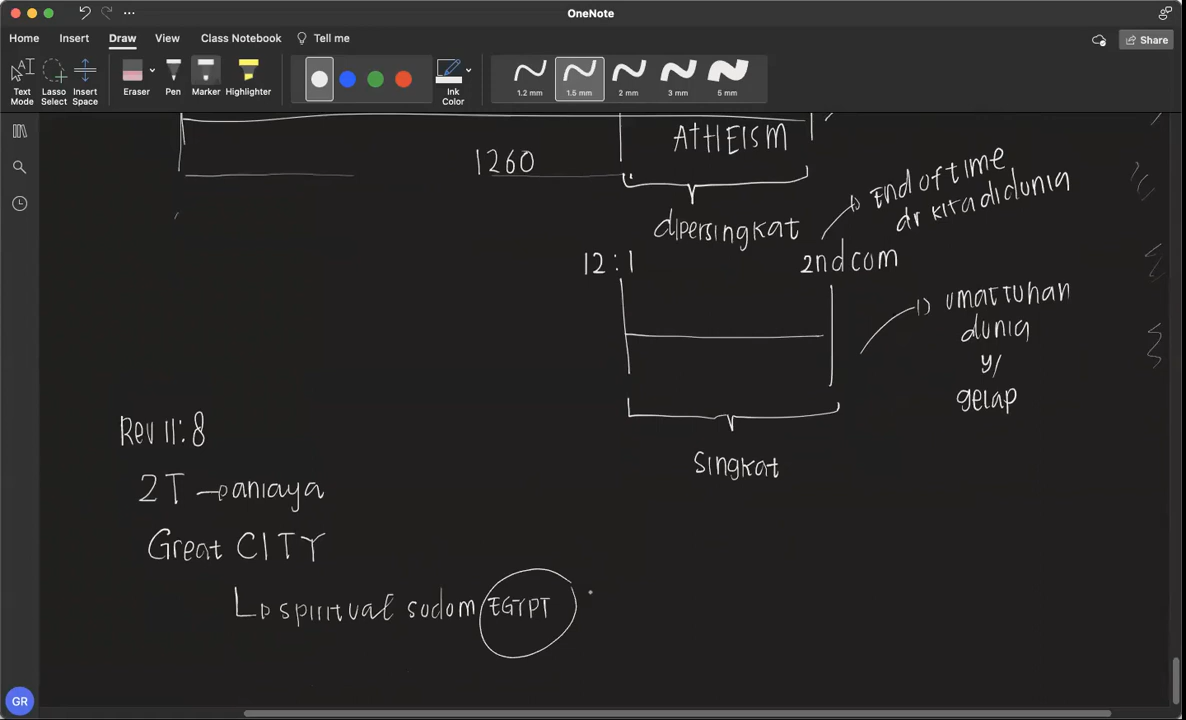 OneNote
Home Insert Draw View Class Notebook Tell me
Share
Text Mode
Lasso Select
Insert Space
Eraser
Pen
Marker
Highlighter
Ink Color
1.2 mm
1.5 mm
2 mm
3 mm
5 mm
ATHEISM
1260
dipersingkat
End of time
dr kita di dunia
12:1
2nd com
1) umat tuhan
dunia
y/
gelap
singkat
Rev 11:8
2T → aniaya
Great CITY
spiritual sodom EGYPT
GR